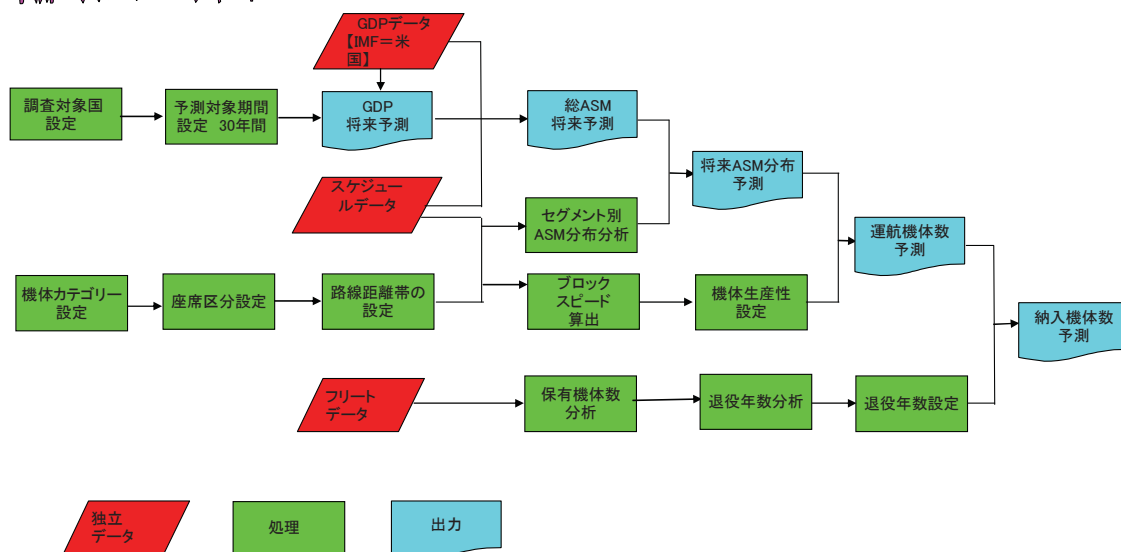 GDPデータ
【IMF=米
国】
調査対象国
設定
予測対象期間
設定 30年間
GDP
将来予測
総ASM
将来予測
将来ASM分布
予測
スケジュー
ルデータ
セグメント別
ASM分布分析
運航機体数
予測
機体カテゴリー
設定
座席区分設定
路線距離帯の
設定
ブロック
スピード
算出
機体生産性
設定
納入機体数
予測
フリート
データ
保有機体数
分析
退役年数分析
退役年数設定
独立
データ
処理
出力